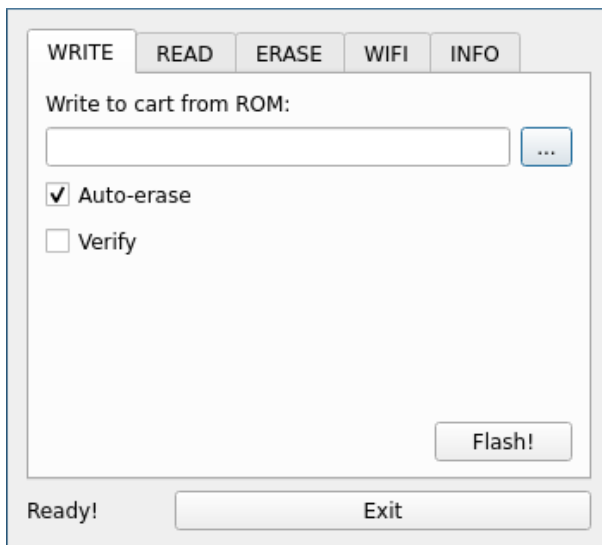 WRITE READ ERASE WIFI INFO
Write to cart from ROM:
...
Auto-erase
Verify
Flash!
Ready! Exit